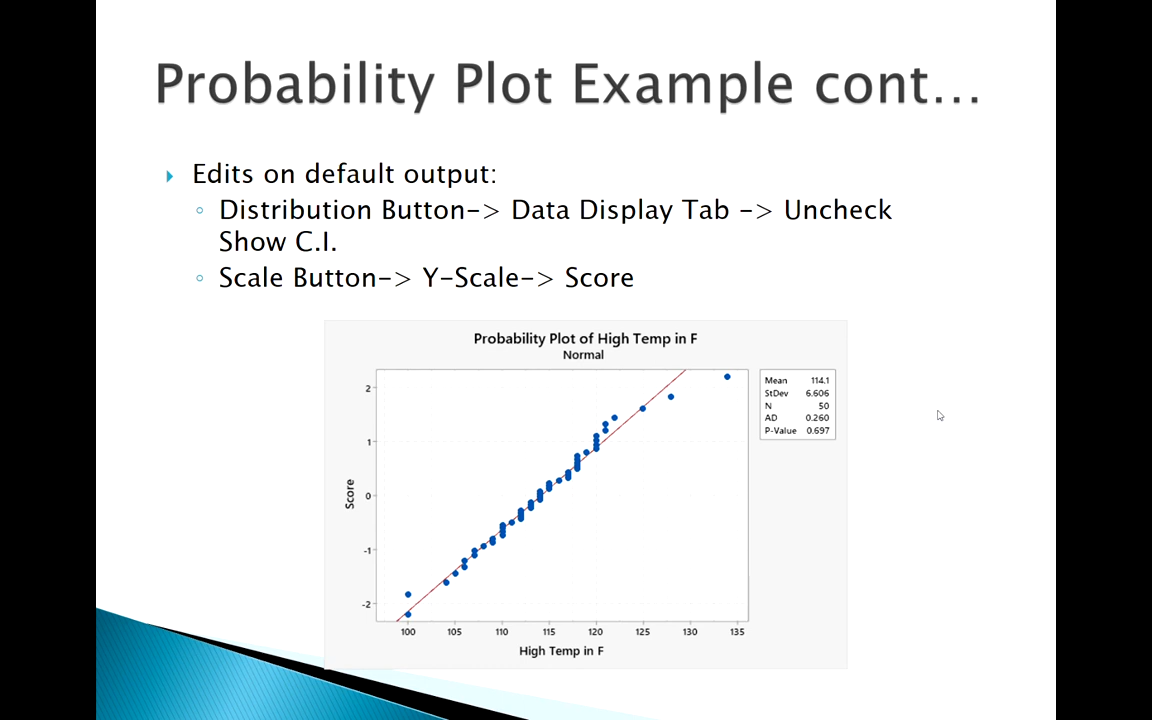 Probability Plot Example cont...
Edits on default output:
Distribution Button-> Data Display Tab -> Uncheck
Show C.I.
Scale Button-> Y-Scale-> Score
Probability Plot of High Temp in F
Normal
Mean 114.1
StDev 6.606
N 50
AD 0.260
P-Value 0.697
Score
2
1
0
-1
-2
100 105 110 115 120 125 130 135
High Temp in F